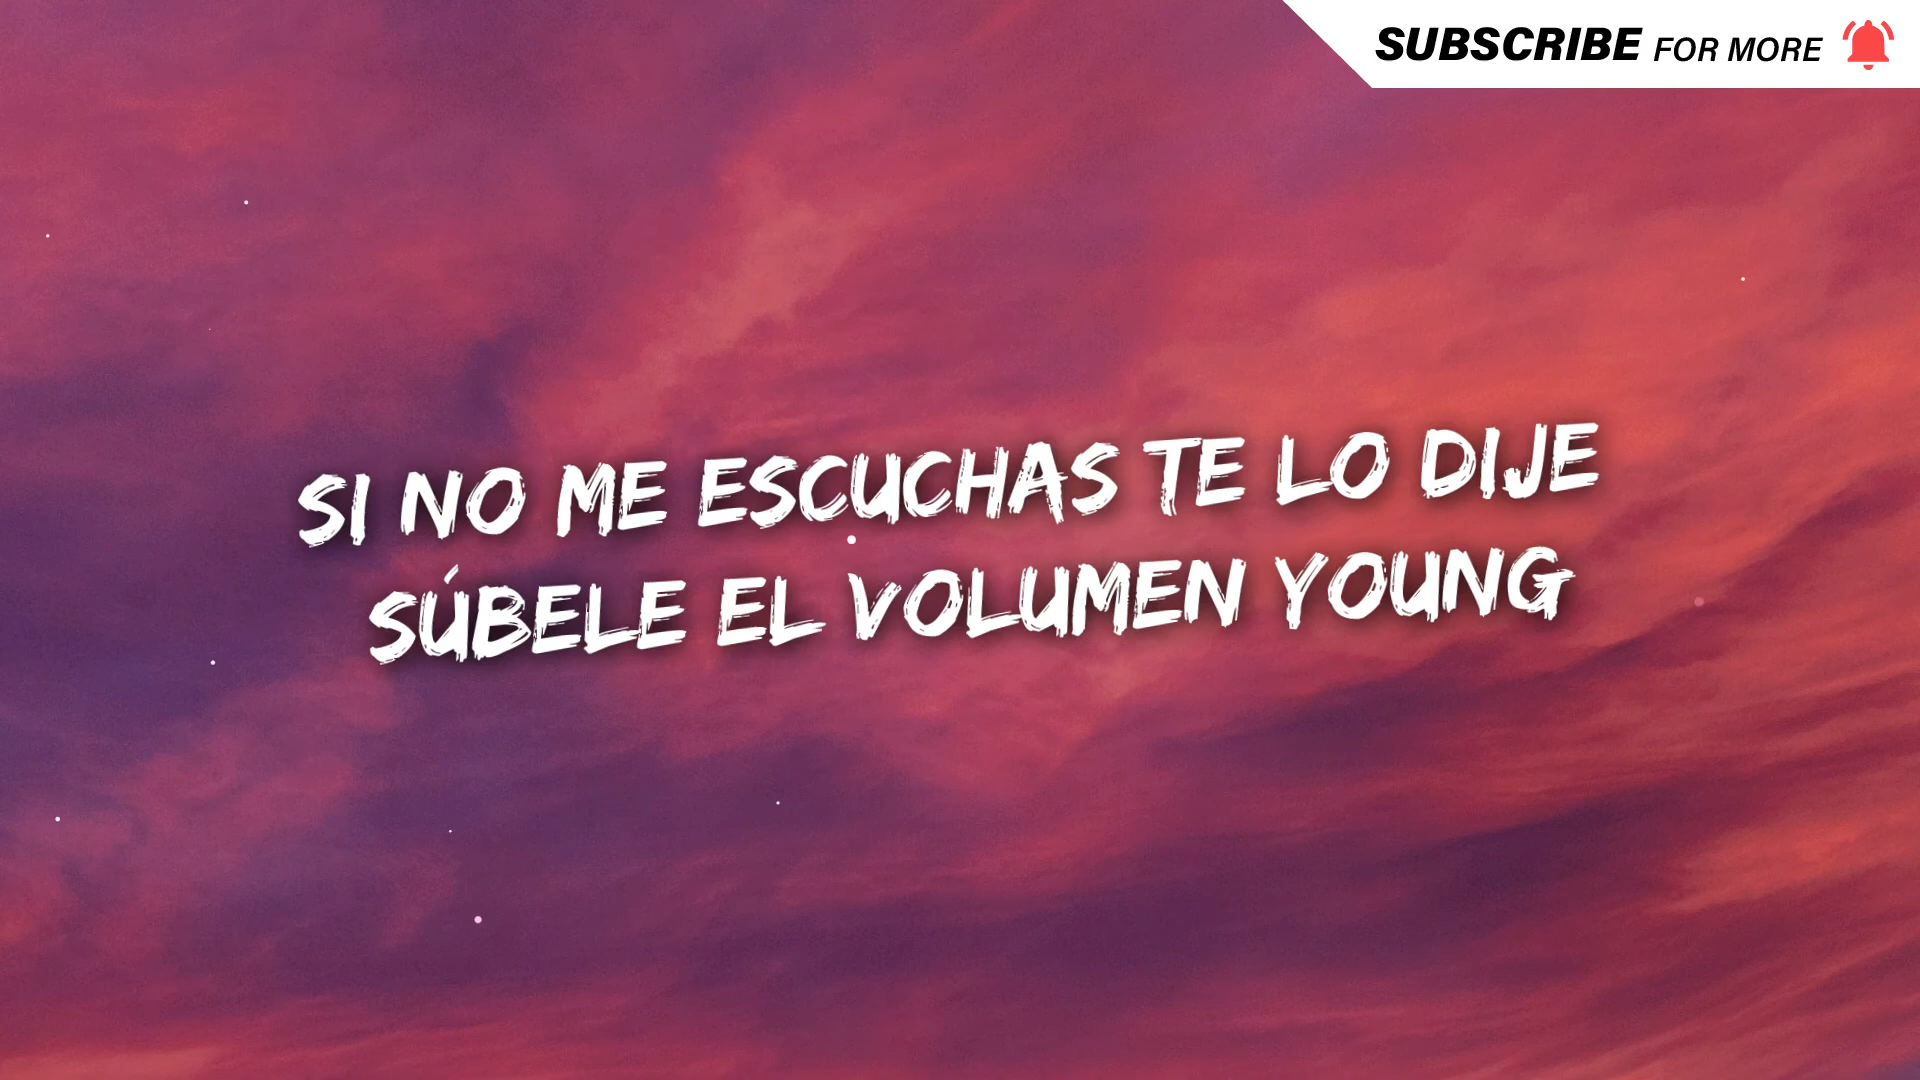 SUBSCRIBE FOR MORE
SI NO ME ESCUCHAS TE LO DIJE
SÚBELE EL VOLUMEN YOUNG